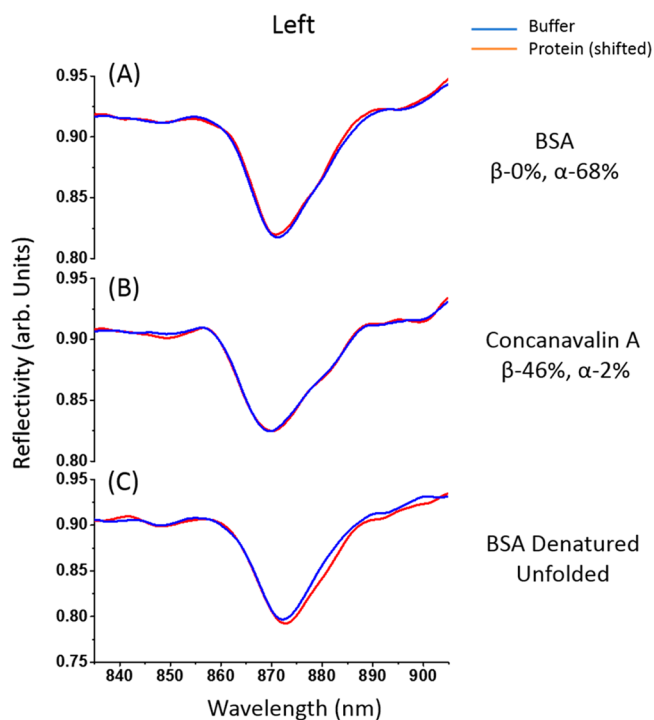 Left
Buffer
Protein (shifted)
(A)
0.95
0.90
0.85
0.80
BSA
β-0%, α-68%
(B)
0.95
0.90
0.85
0.80
Concanavalin A
β-46%, α-2%
(C)
0.95
0.90
0.85
0.80
0.75
BSA Denatured
Unfolded
Reflectivity (arb. Units)
840 850 860 870 880 890 900
Wavelength (nm)